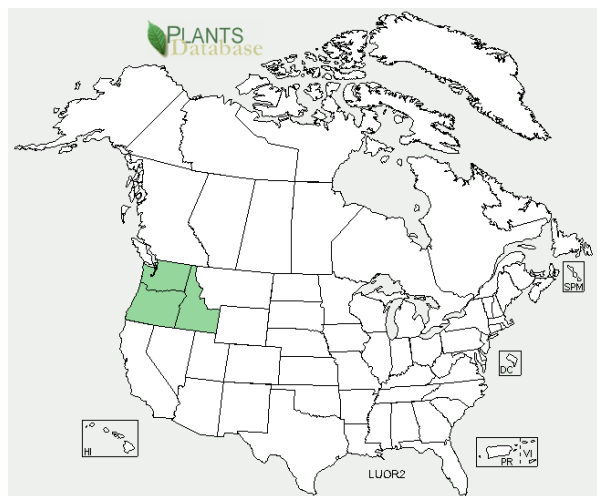 PLANTS
Database
SPM
DC
HI
PR
VI
LUOR2